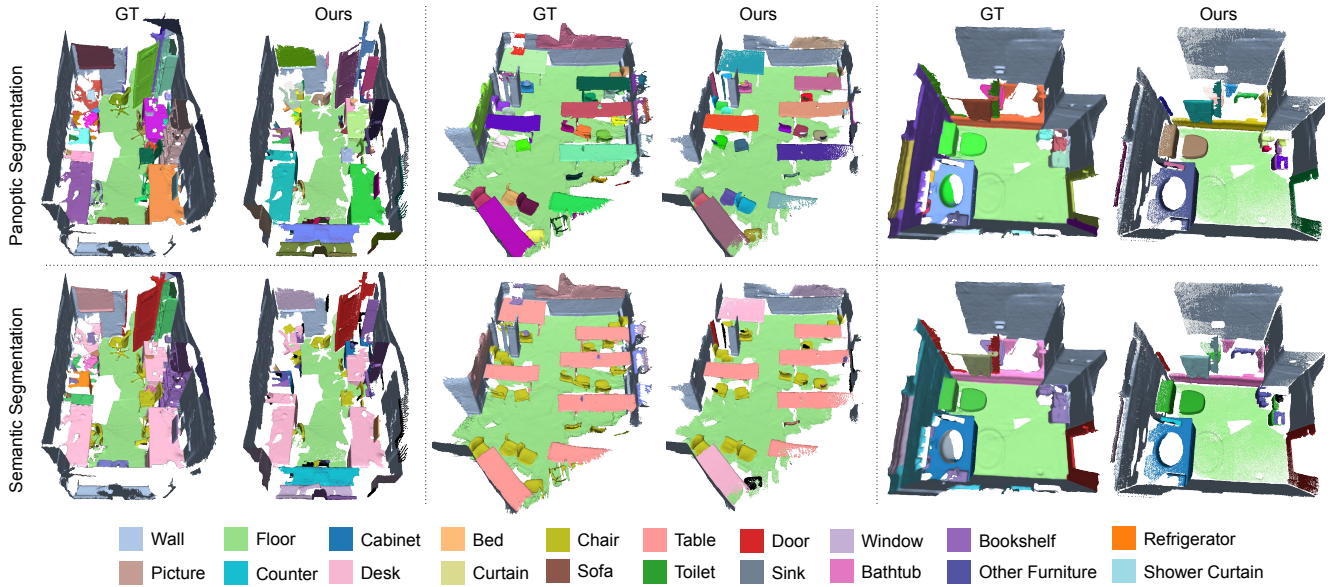 GT Ours GT Ours GT Ours
Panoptic Segmentation
Semantic Segmentation
Wall Floor Cabinet Bed Chair Table Door Window Bookshelf Refrigerator
Picture Counter Desk Curtain Sofa Toilet Sink Bathtub Other Furniture Shower Curtain